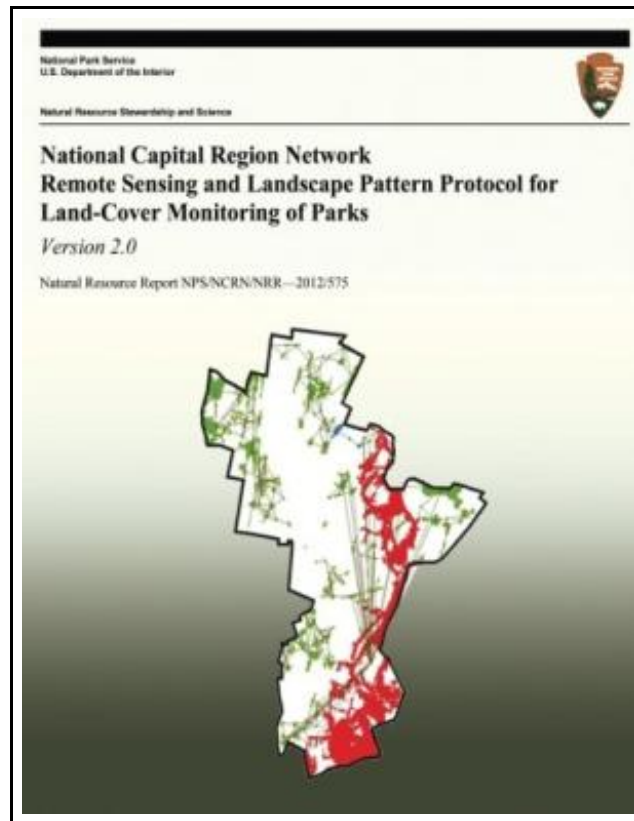 National Park Service
U.S. Department of the Interior
Natural Resource Stewardship and Science
National Capital Region Network
Remote Sensing and Landscape Pattern Protocol for
Land-Cover Monitoring of Parks
Version 2.0
Natural Resource Report NPS/NCRN/NRR—2012/575